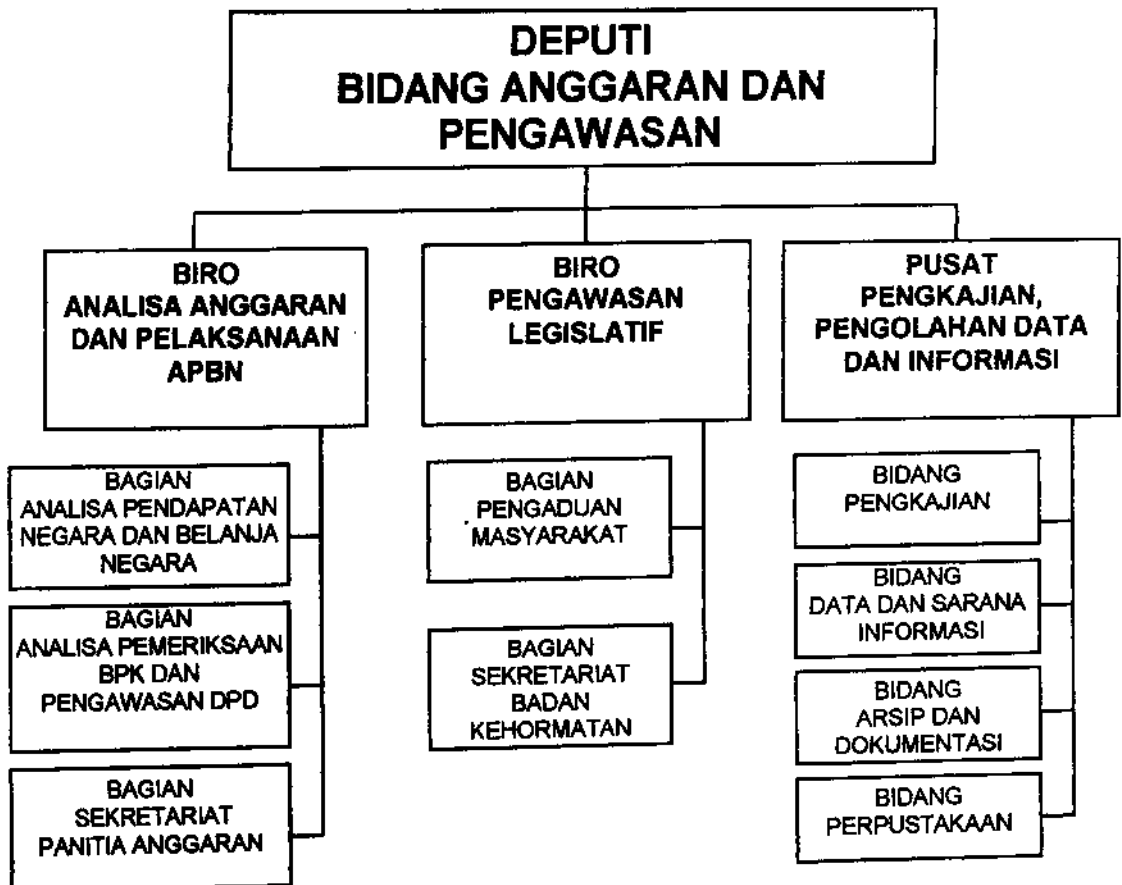 DEPUTI
BIDANG ANGGARAN DAN
PENGAWASAN
BIRO
ANALISA ANGGARAN
DAN PELAKSANAAN
APBN
BAGIAN
ANALISA PENDAPATAN
NEGARA DAN BELANJA
NEGARA
BAGIAN
ANALISA PEMERIKSAAN
BPK DAN
PENGAWASAN DPD
BAGIAN
SEKRETARIAT
PANITIA ANGGARAN
BIRO
PENGAWASAN
LEGISLATIF
BAGIAN
PENGADUAN
MASYARAKAT
BAGIAN
SEKRETARIAT
BADAN
KEHORMATAN
PUSAT
PENGKAJIAN,
PENGOLAHAN DATA
DAN INFORMASI
BIDANG
PENGKAJIAN
BIDANG
DATA DAN SARANA
INFORMASI
BIDANG
ARSIP DAN
DOKUMENTASI
BIDANG
PERPUSTAKAAN